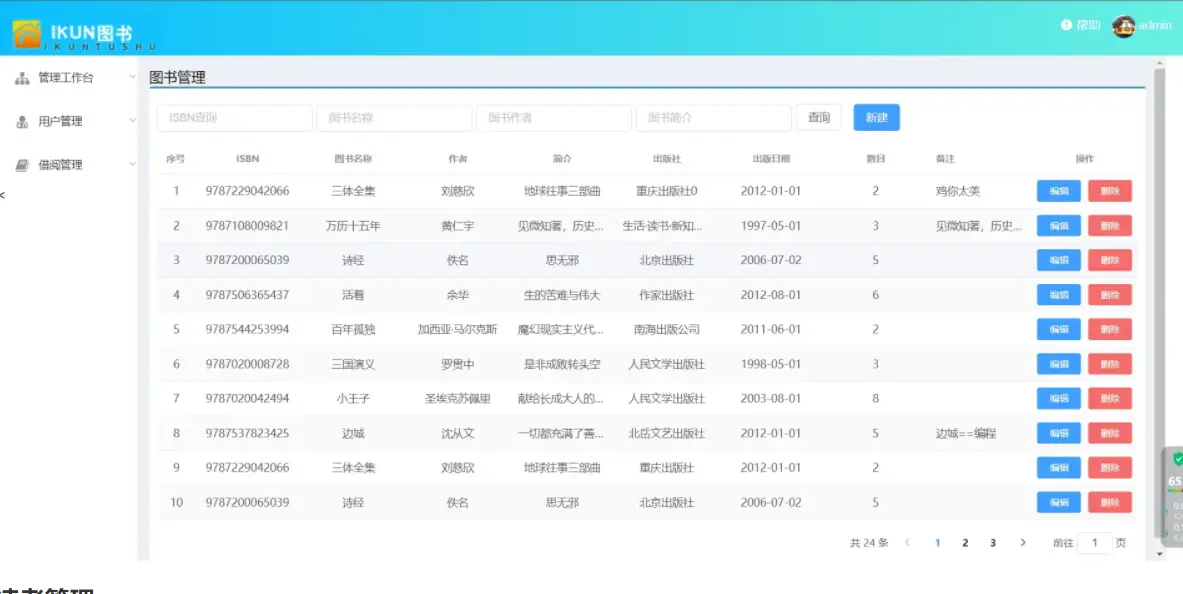 IKUN图书
IKUNTUSHU
帮助 admin
管理工作台
用户管理
借阅管理
<
图书管理
ISBN查询 图书名称 图书作者 图书简介 查询 新建
序号 ISBN 图书名称 作者 简介 出版社 出版日期 数目 备注 操作
1 9787229042066 三体全集 刘慈欣 地球往事三部曲 重庆出版社0 2012-01-01 2 鸡你太美 编辑 删除
2 9787108009821 万历十五年 黄仁宇 见微知著，历史... 生活·读书·新知... 1997-05-01 3 见微知著，历史... 编辑 删除
3 9787200065039 诗经 佚名 思无邪 北京出版社 2006-07-02 5 编辑 删除
4 9787506365437 活着 余华 生的苦难与伟大 作家出版社 2012-08-01 6 编辑 删除
5 9787544253994 百年孤独 加西亚·马尔克斯 魔幻现实主义代... 南海出版公司 2011-06-01 2 编辑 删除
6 9787020008728 三国演义 罗贯中 是非成败转头空 人民文学出版社 1998-05-01 3 编辑 删除
7 9787020042494 小王子 圣埃克苏佩里 献给长成大人的... 人民文学出版社 2003-08-01 8 编辑 删除
8 9787537823425 边城 沈从文 一切都充满了善... 北岳文艺出版社 2012-01-01 5 边城==编程 编辑 删除
9 9787229042066 三体全集 刘慈欣 地球往事三部曲 重庆出版社 2012-01-01 2 编辑 删除
10 9787200065039 诗经 佚名 思无邪 北京出版社 2006-07-02 5 编辑 删除
共 24 条 < 1 2 3 > 前往 1 页
65